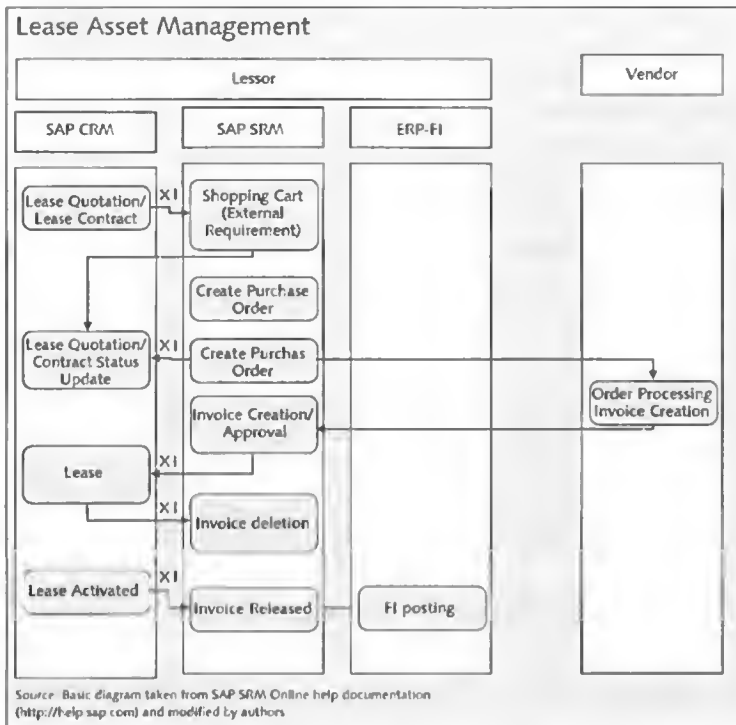 Lease Asset Management
Lessor
Vendor
SAP CRM
SAP SRM
ERP-FI
Lease Quotation/
Lease Contract
XI
Shopping Cart
(External
Requirement)
Create Purchase
Order
Lease Quotation/
Contract Status
Update
XI
Create Purchas
Order
Order Processing
Invoice Creation
Invoice Creation/
Approval
Lease
XI
XI
Invoice deletion
Lease Activated
XI
Invoice Released
FI posting
Source: Basic diagram taken from SAP SRM Online help documentation
(http://help.sap.com) and modified by authors